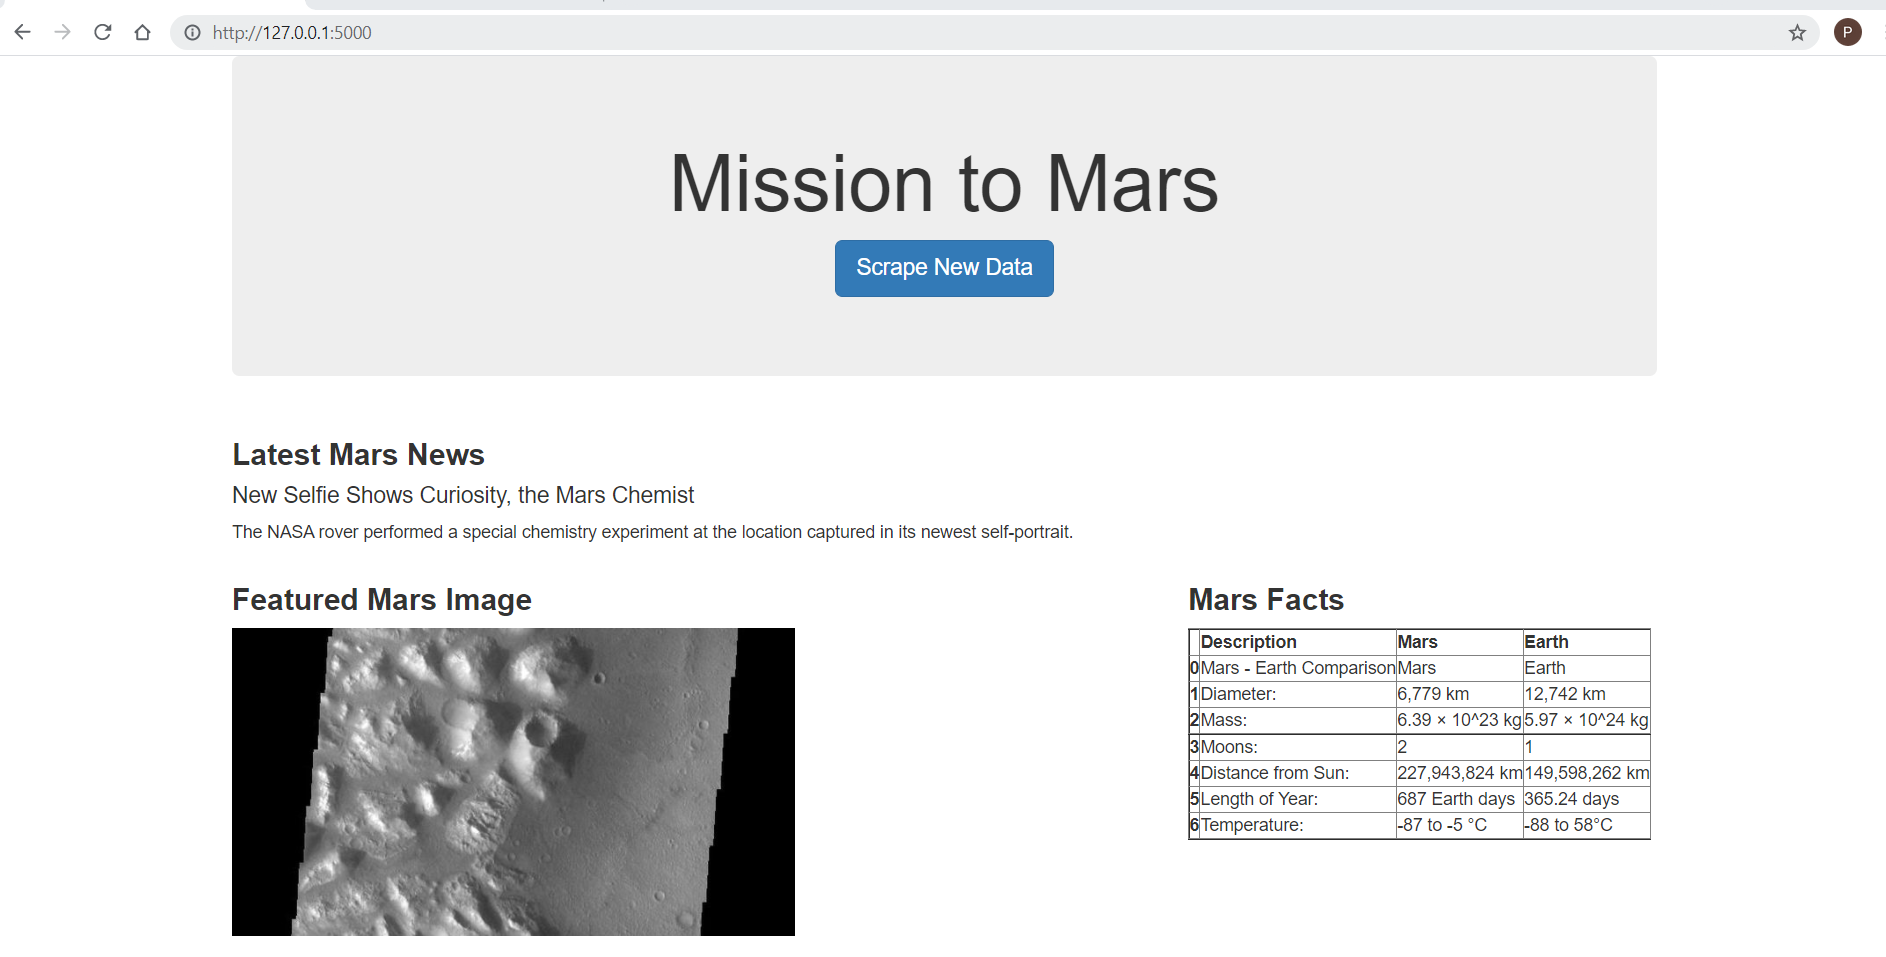 http://127.0.0.1:5000
P
Mission to Mars
Scrape New Data
Latest Mars News
New Selfie Shows Curiosity, the Mars Chemist
The NASA rover performed a special chemistry experiment at the location captured in its newest self-portrait.
Featured Mars Image
Mars Facts
Description Mars Earth
0 Mars - Earth Comparison Mars Earth
1 Diameter: 6,779 km 12,742 km
2 Mass: 6.39 × 10^23 kg 5.97 × 10^24 kg
3 Moons: 2 1
4 Distance from Sun: 227,943,824 km 149,598,262 km
5 Length of Year: 687 Earth days 365.24 days
6 Temperature: -87 to -5 °C -88 to 58°C